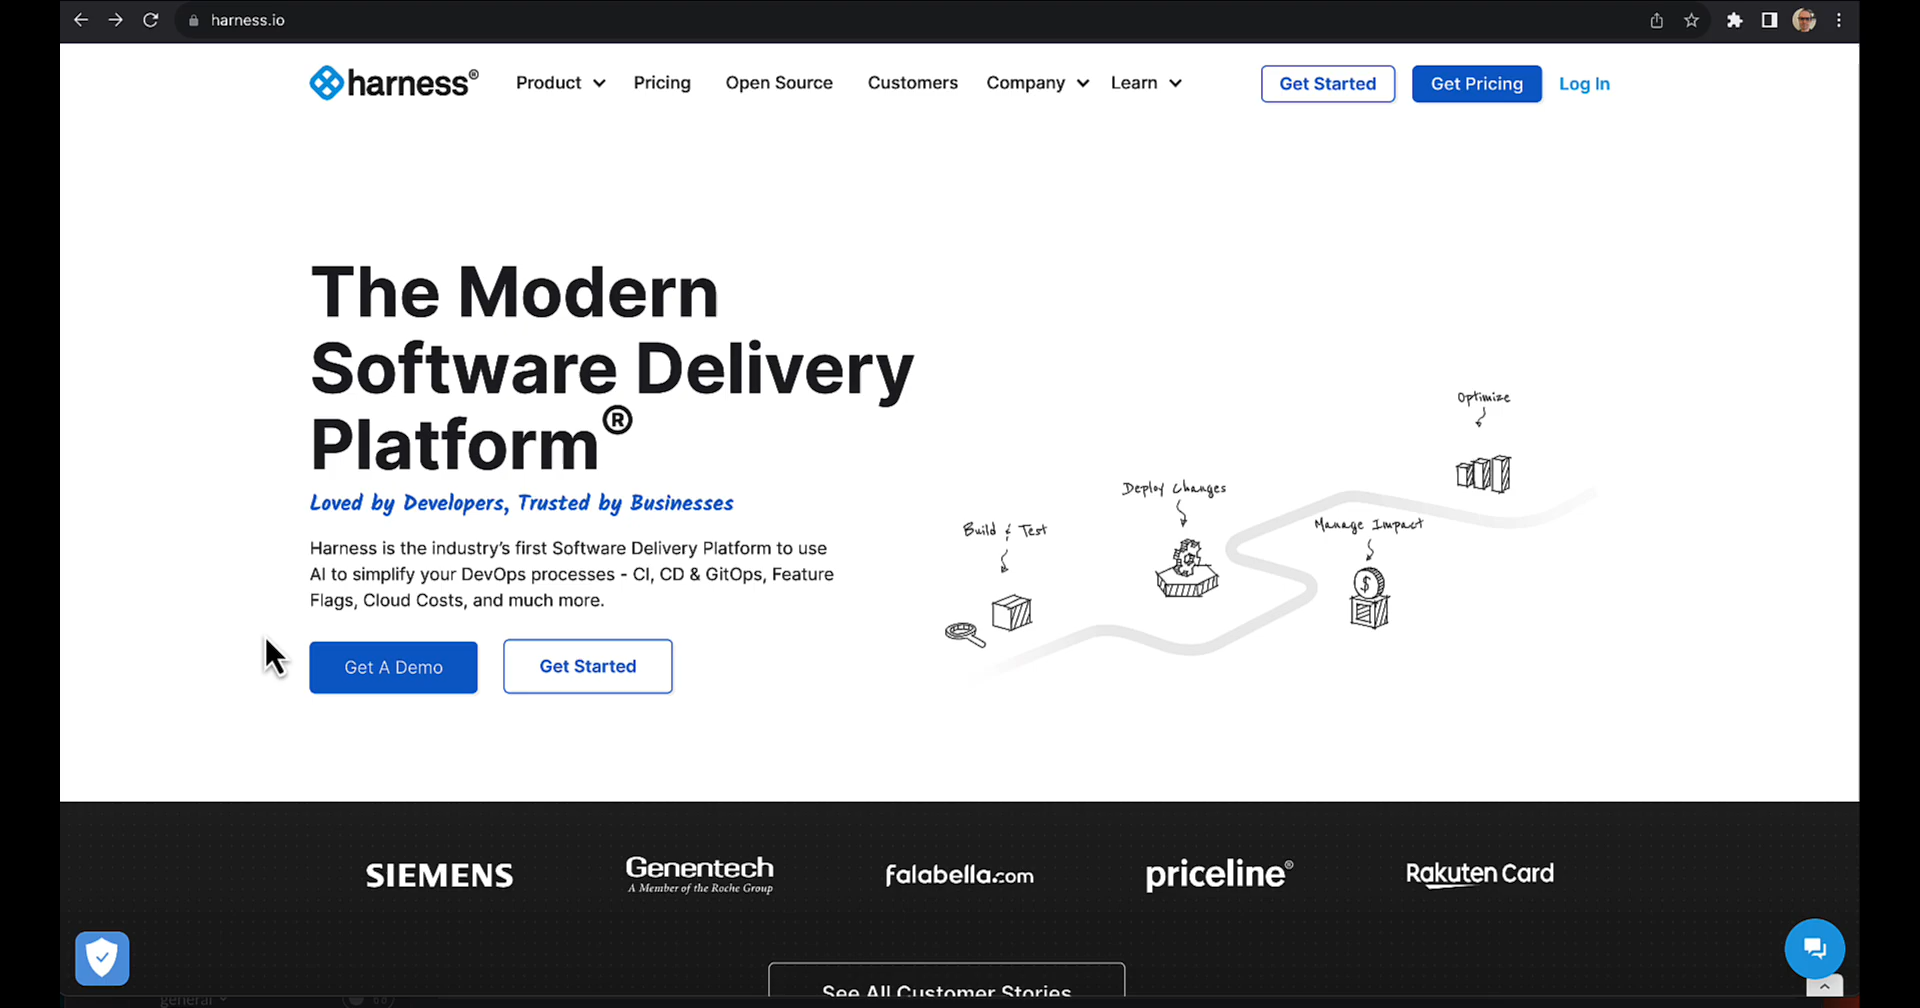 harness.io
harness®
Product
Pricing
Open Source
Customers
Company
Learn
Get Started
Get Pricing
Log In
The Modern
Software Delivery
Platform®
Loved by Developers, Trusted by Businesses
Harness is the industry's first Software Delivery Platform to use
AI to simplify your DevOps processes - CI, CD & GitOps, Feature
Flags, Cloud Costs, and much more.
Get A Demo
Get Started
Optimize
Deploy Changes
Manage Impact
Build & Test
$
SIEMENS
Genentech
A Member of the Roche Group
falabella.com
priceline®
Rakuten Card
See All Customer Stories
general